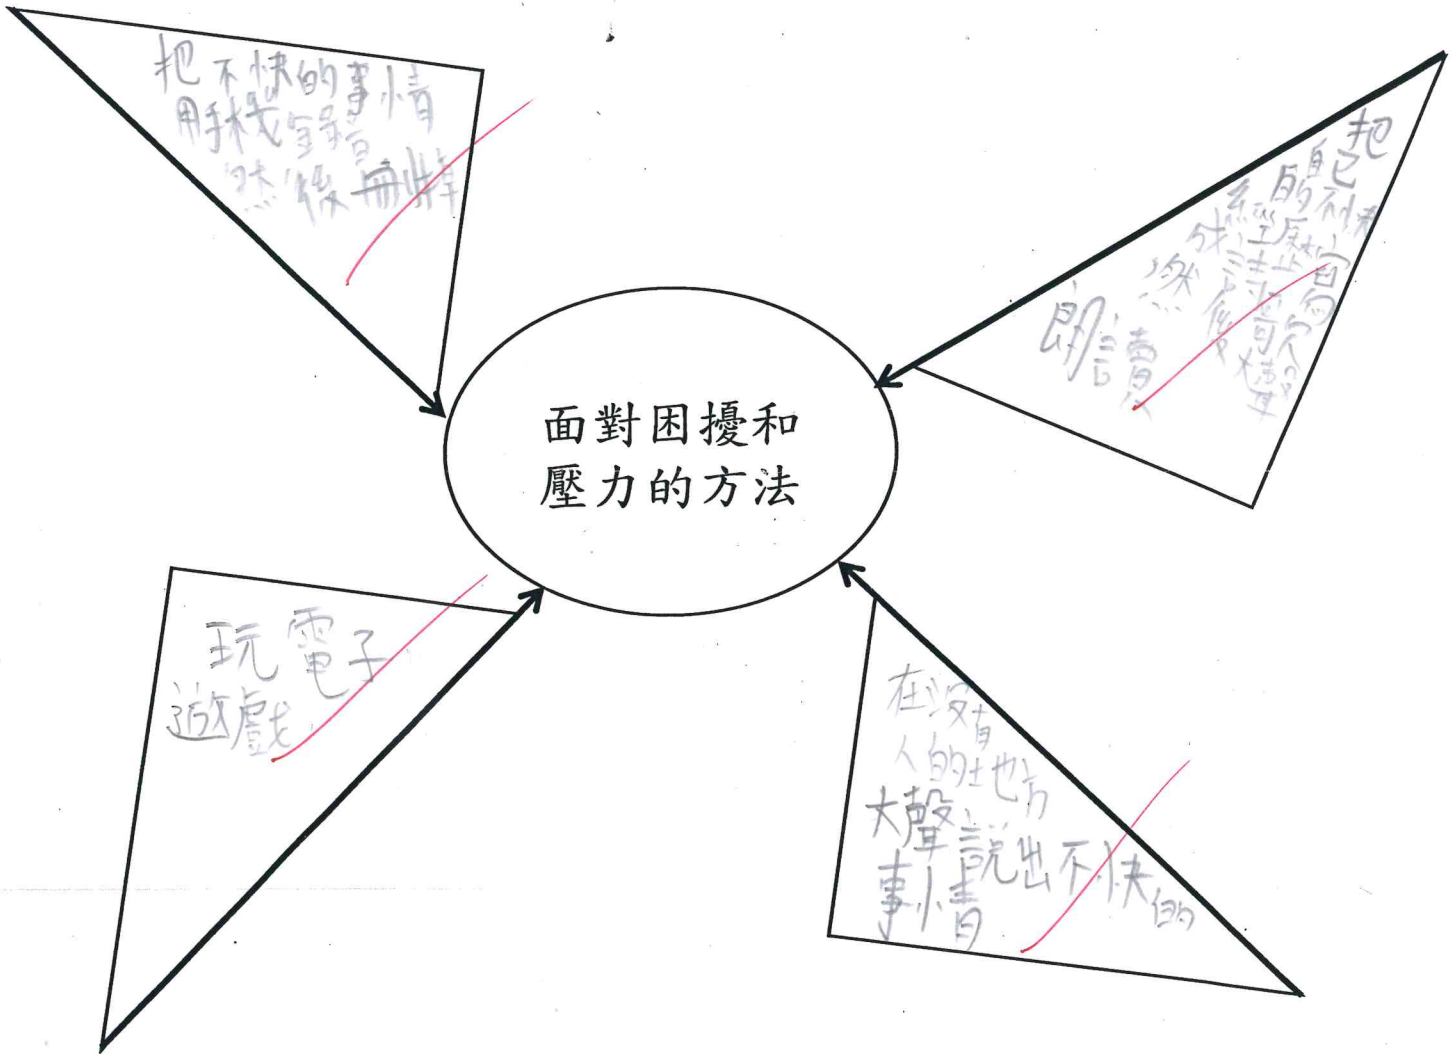 把不快的事情
用手機錄音
然後刪掉
把
自己
的不快
經歷寫
成詩歌
然後大聲
朗讀
面對困擾和
壓力的方法
玩電子
遊戲
在沒有
人的地方
大聲說出不快的
事情